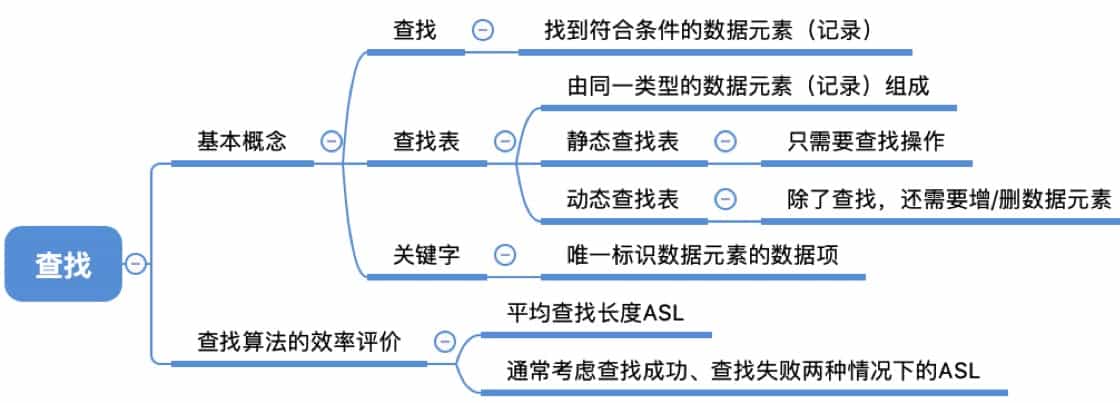 查找
基本概念
查找
找到符合条件的数据元素（记录）
查找表
由同一类型的数据元素（记录）组成
静态查找表
只需要查找操作
动态查找表
除了查找，还需要增/删数据元素
关键字
唯一标识数据元素的数据项
查找算法的效率评价
平均查找长度ASL
通常考虑查找成功、查找失败两种情况下的ASL